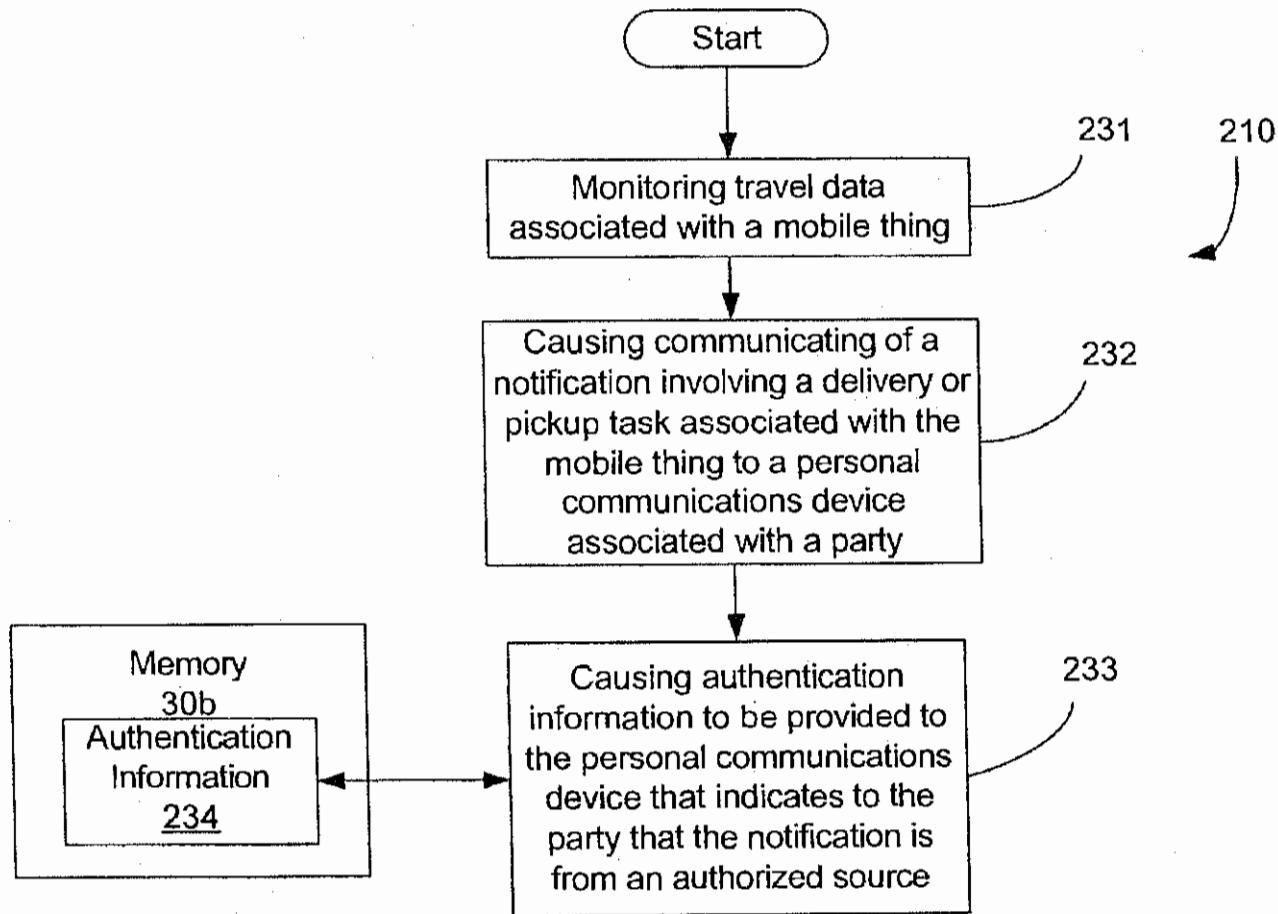 Start
231
210
Monitoring travel data
associated with a mobile thing
232
Causing communicating of a
notification involving a delivery or
pickup task associated with the
mobile thing to a personal
communications device
associated with a party
233
Causing authentication
information to be provided to
the personal communications
device that indicates to the
party that the notification is
from an authorized source
Memory
30b
Authentication
Information
234